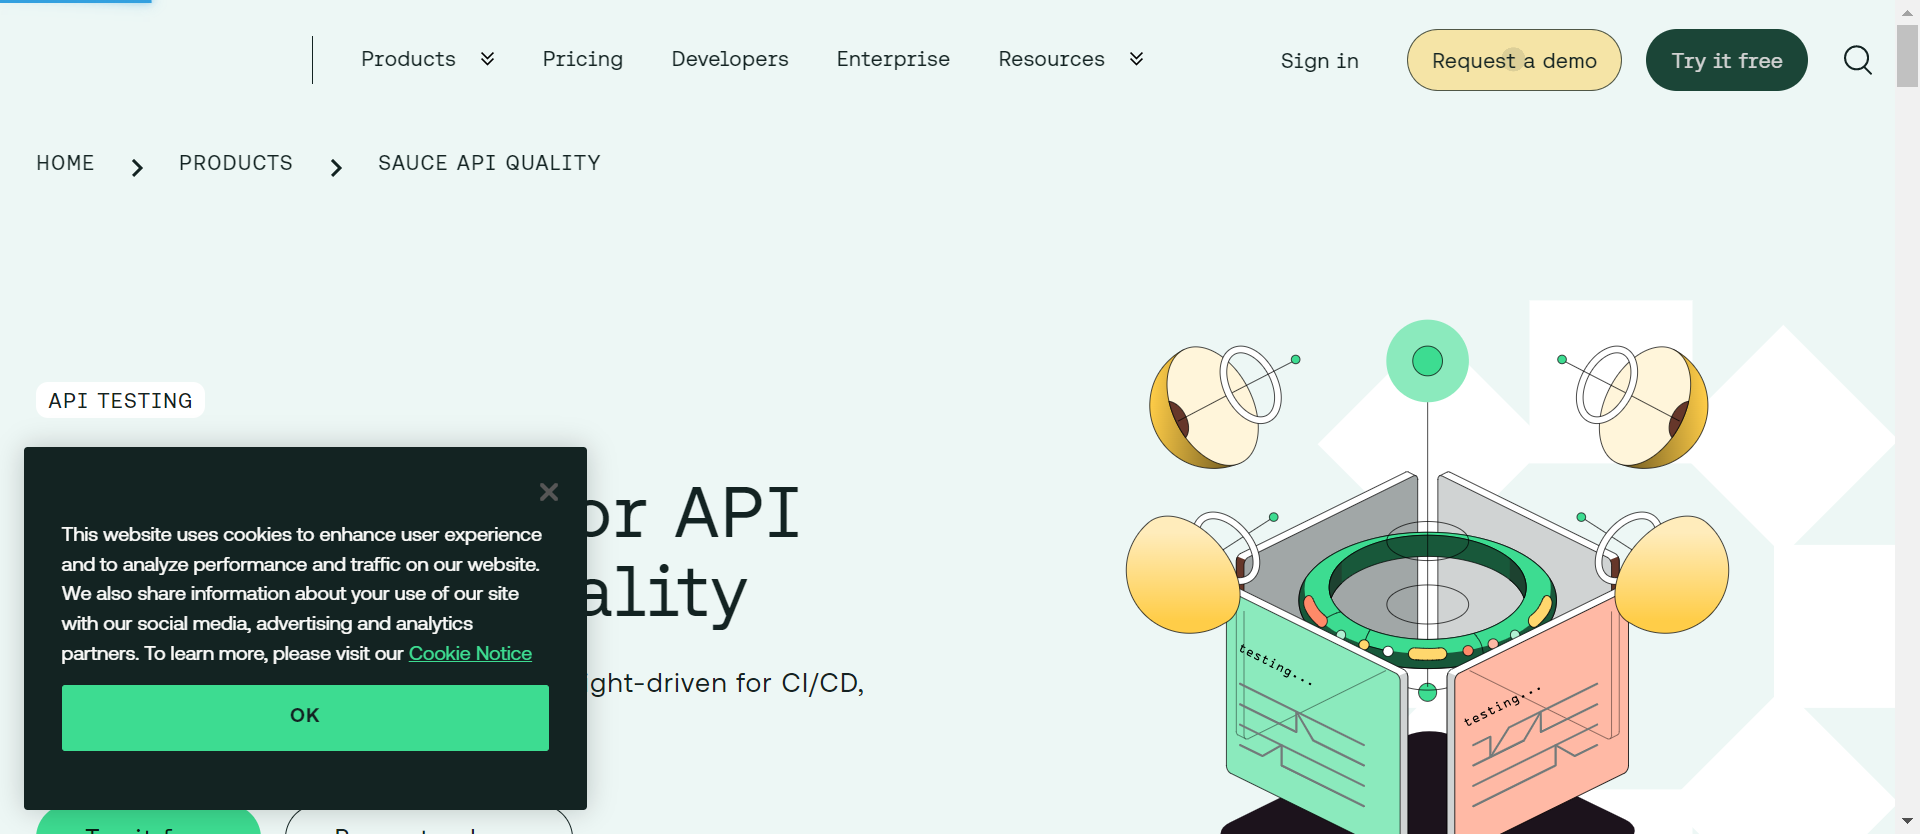 Products
Pricing
Developers
Enterprise
Resources
Sign in
Request a demo
Try it free
HOME
PRODUCTS
SAUCE API QUALITY
API TESTING
or API
ality
This website uses cookies to enhance user experience
and to analyze performance and traffic on our website.
We also share information about your use of our site
with our social media, advertising and analytics
partners. To learn more, please visit our Cookie Notice
OK
ght-driven for CI/CD,
testing...
testing...